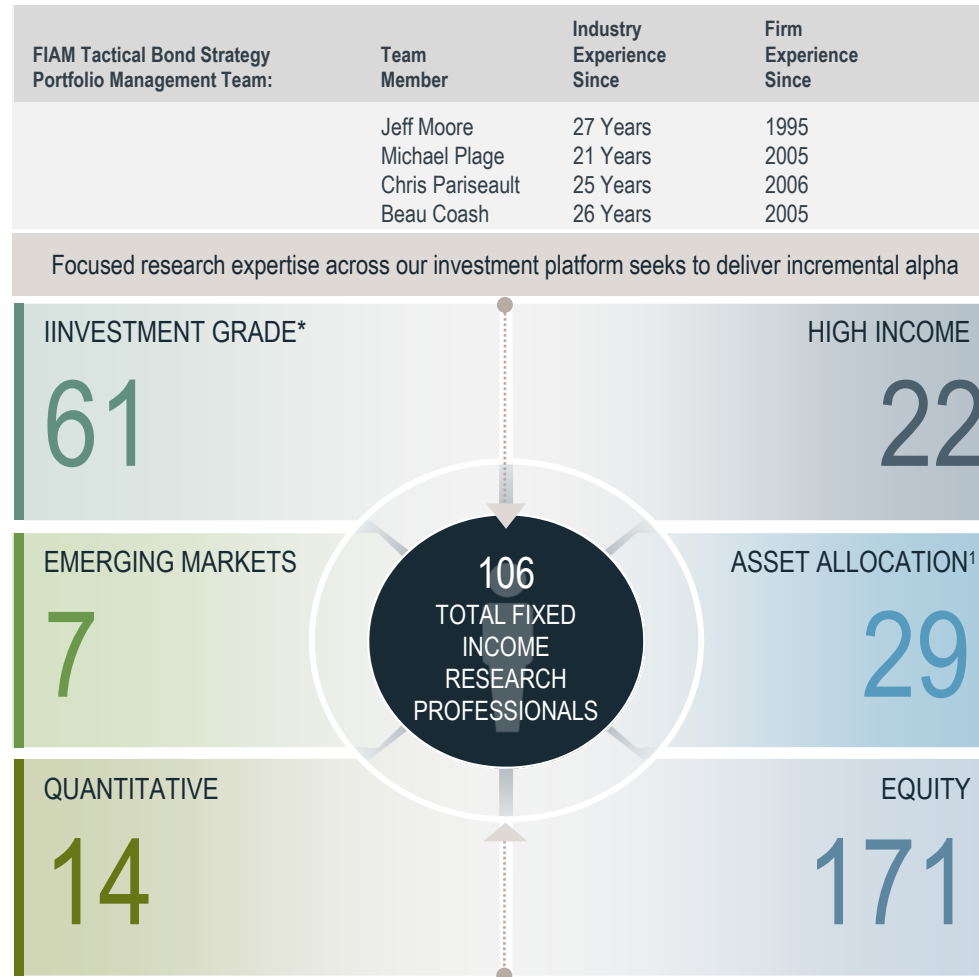 FIAM Tactical Bond Strategy
Portfolio Management Team:
Team
Member
Industry
Experience
Since
Firm
Experience
Since
Jeff Moore 27 Years 1995
Michael Plage 21 Years 2005
Chris Pariseault 25 Years 2006
Beau Coash 26 Years 2005
Focused research expertise across our investment platform seeks to deliver incremental alpha
IINVESTMENT GRADE*
61
HIGH INCOME
22
EMERGING MARKETS
7
106
TOTAL FIXED
INCOME
RESEARCH
PROFESSIONALS
ASSET ALLOCATION¹
29
QUANTITATIVE
14
EQUITY
171